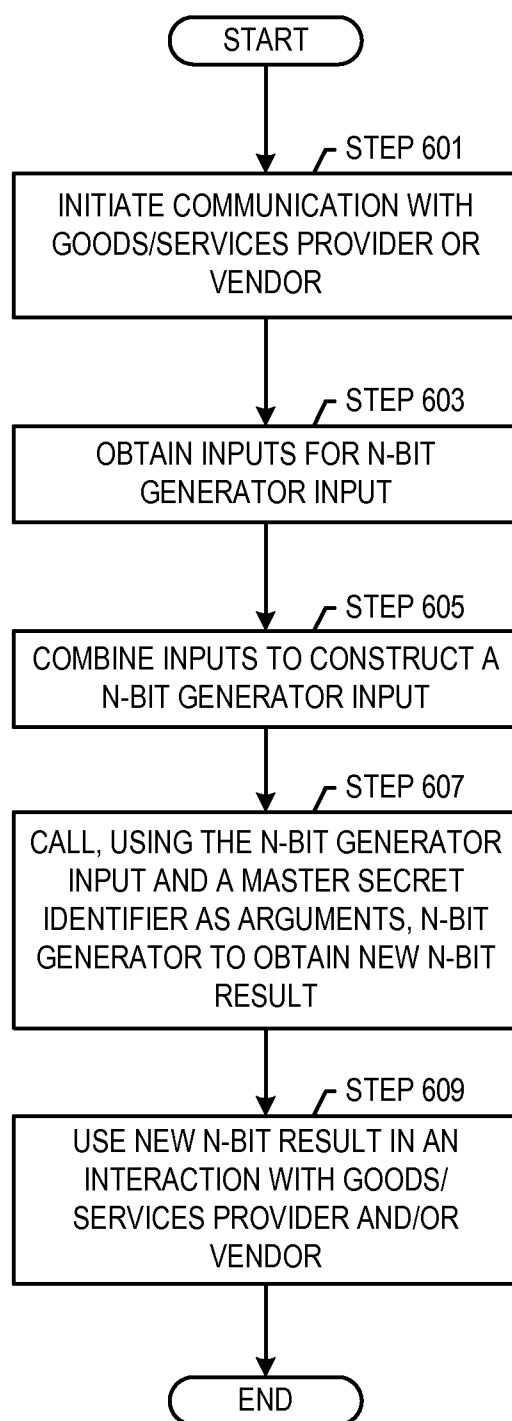 START
STEP 601
INITIATE COMMUNICATION WITH
GOODS/SERVICES PROVIDER OR
VENDOR
STEP 603
OBTAIN INPUTS FOR N-BIT
GENERATOR INPUT
STEP 605
COMBINE INPUTS TO CONSTRUCT A
N-BIT GENERATOR INPUT
STEP 607
CALL, USING THE N-BIT GENERATOR
INPUT AND A MASTER SECRET
IDENTIFIER AS ARGUMENTS, N-BIT
GENERATOR TO OBTAIN NEW N-BIT
RESULT
STEP 609
USE NEW N-BIT RESULT IN AN
INTERACTION WITH GOODS/
SERVICES PROVIDER AND/OR
VENDOR
END